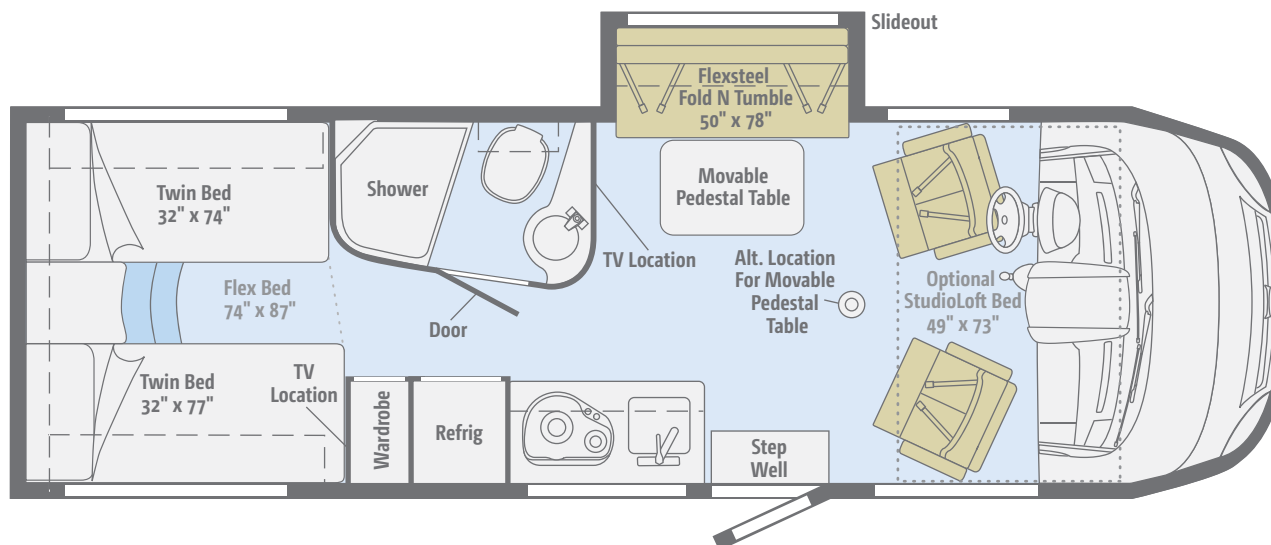 Slideout
Flexsteel
Fold N Tumble
50" x 78"
Twin Bed
32" x 74"
Shower
Movable
Pedestal Table
TV Location
Flex Bed
74" x 87"
Door
Alt. Location
For Movable
Pedestal
Table
Optional
StudioLoft Bed
49" x 73"
Twin Bed
32" x 77"
TV
Location
Wardrobe
Refrig
Step
Well